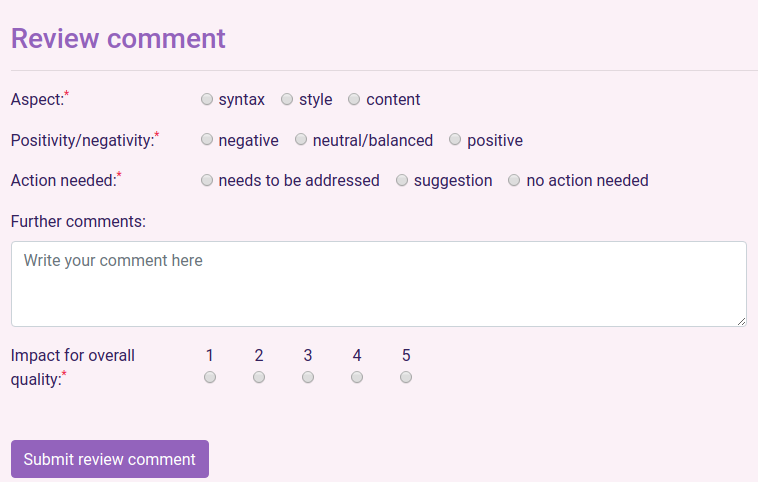 Review comment
Aspect:* syntax style content
Positivity/negativity:* negative neutral/balanced positive
Action needed:* needs to be addressed suggestion no action needed
Further comments:
Write your comment here
Impact for overall 1 2 3 4 5
quality:*
Submit review comment